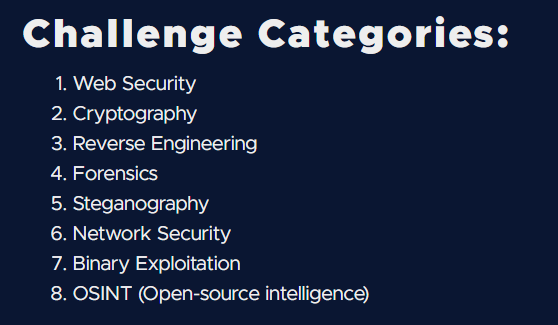 Challenge Categories:
1. Web Security
2. Cryptography
3. Reverse Engineering
4. Forensics
5. Steganography
6. Network Security
7. Binary Exploitation
8. OSINT (Open-source intelligence)